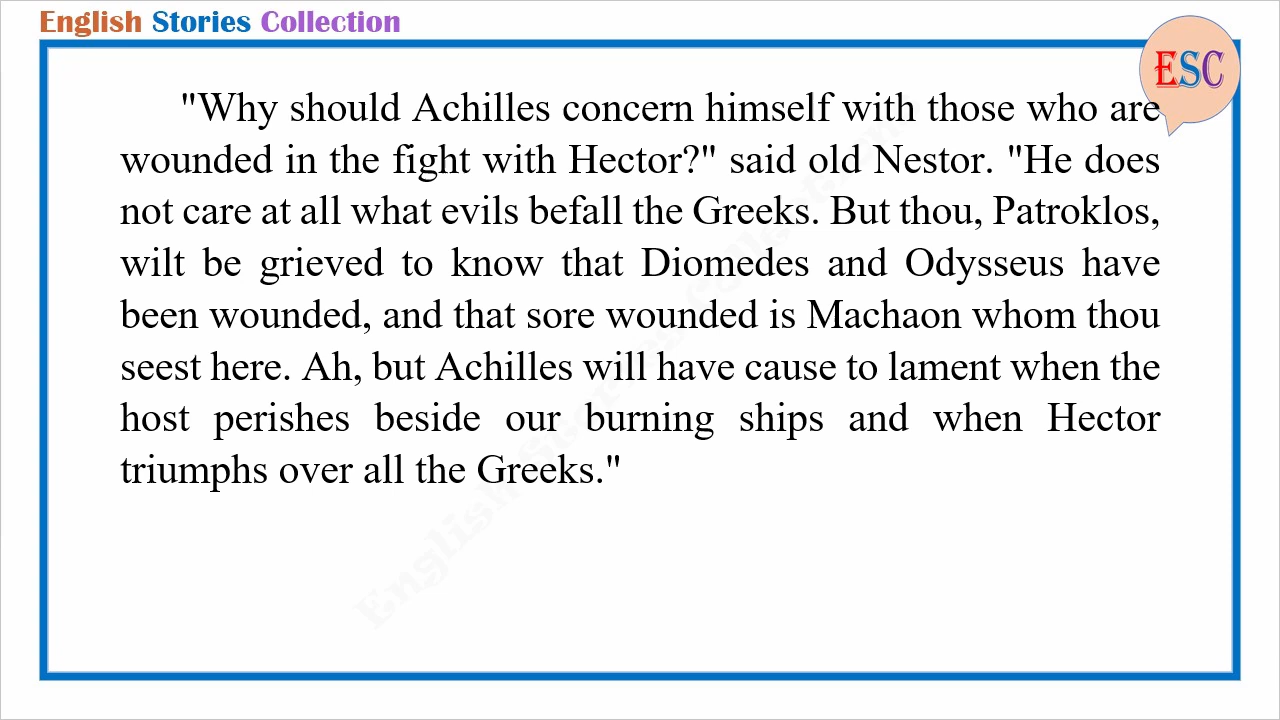 English Stories Collection
ESC
"Why should Achilles concern himself with those who are
wounded in the fight with Hector?" said old Nestor. "He does
not care at all what evils befall the Greeks. But thou, Patroklos,
wilt be grieved to know that Diomedes and Odysseus have
been wounded, and that sore wounded is Machaon whom thou
seest here. Ah, but Achilles will have cause to lament when the
host perishes beside our burning ships and when Hector
triumphs over all the Greeks."
English Stories Collection